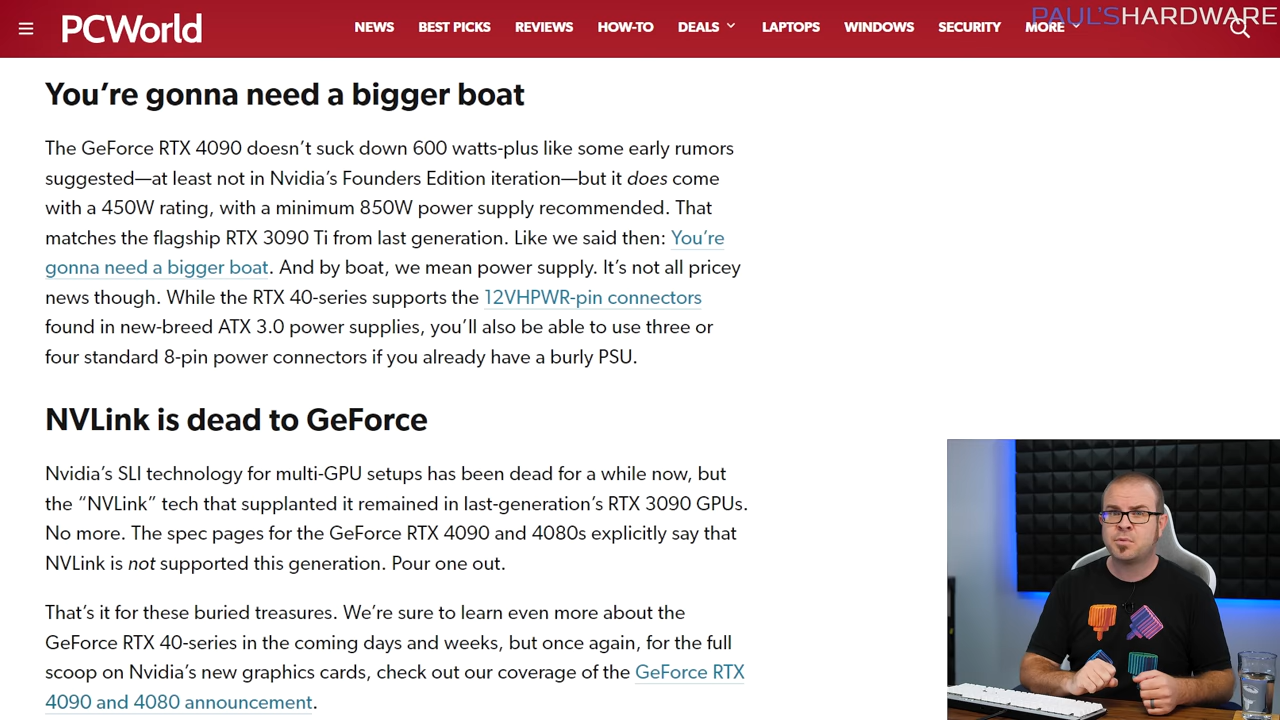 PAUL'SHARDWARE
PCWorld
NEWS BEST PICKS REVIEWS HOW-TO DEALS LAPTOPS WINDOWS SECURITY MORE
You're gonna need a bigger boat
The GeForce RTX 4090 doesn't suck down 600 watts-plus like some early rumors
suggested—at least not in Nvidia's Founders Edition iteration—but it does come
with a 450W rating, with a minimum 850W power supply recommended. That
matches the flagship RTX 3090 Ti from last generation. Like we said then: You're
gonna need a bigger boat. And by boat, we mean power supply. It's not all pricey
news though. While the RTX 40-series supports the 12VHPWR-pin connectors
found in new-breed ATX 3.0 power supplies, you'll also be able to use three or
four standard 8-pin power connectors if you already have a burly PSU.
NVLink is dead to GeForce
Nvidia's SLI technology for multi-GPU setups has been dead for a while now, but
the “NVLink” tech that supplanted it remained in last-generation's RTX 3090 GPUs.
No more. The spec pages for the GeForce RTX 4090 and 4080s explicitly say that
NVLink is not supported this generation. Pour one out.
That's it for these buried treasures. We're sure to learn even more about the
GeForce RTX 40-series in the coming days and weeks, but once again, for the full
scoop on Nvidia's new graphics cards, check out our coverage of the GeForce RTX
4090 and 4080 announcement.